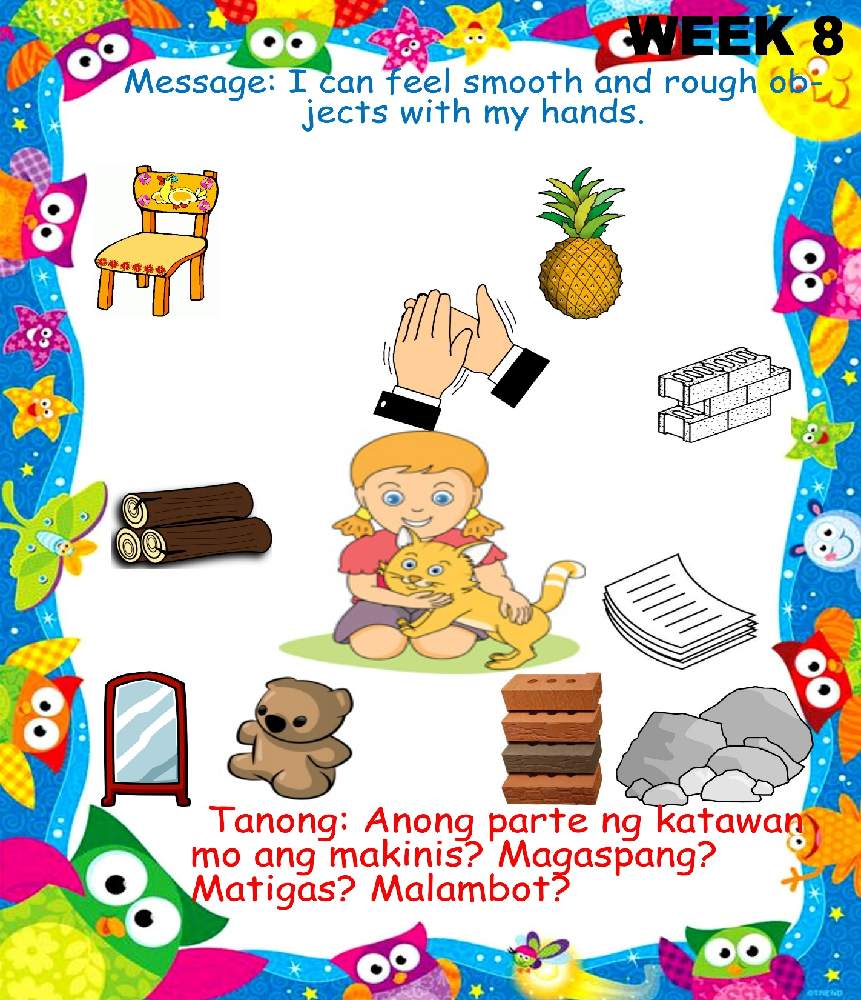 WEEK 8
Message: I can feel smooth and rough ob-
jects with my hands.
Tanong: Anong parte ng katawan
mo ang makinis? Magaspang?
Matigas? Malambot?
©TREND